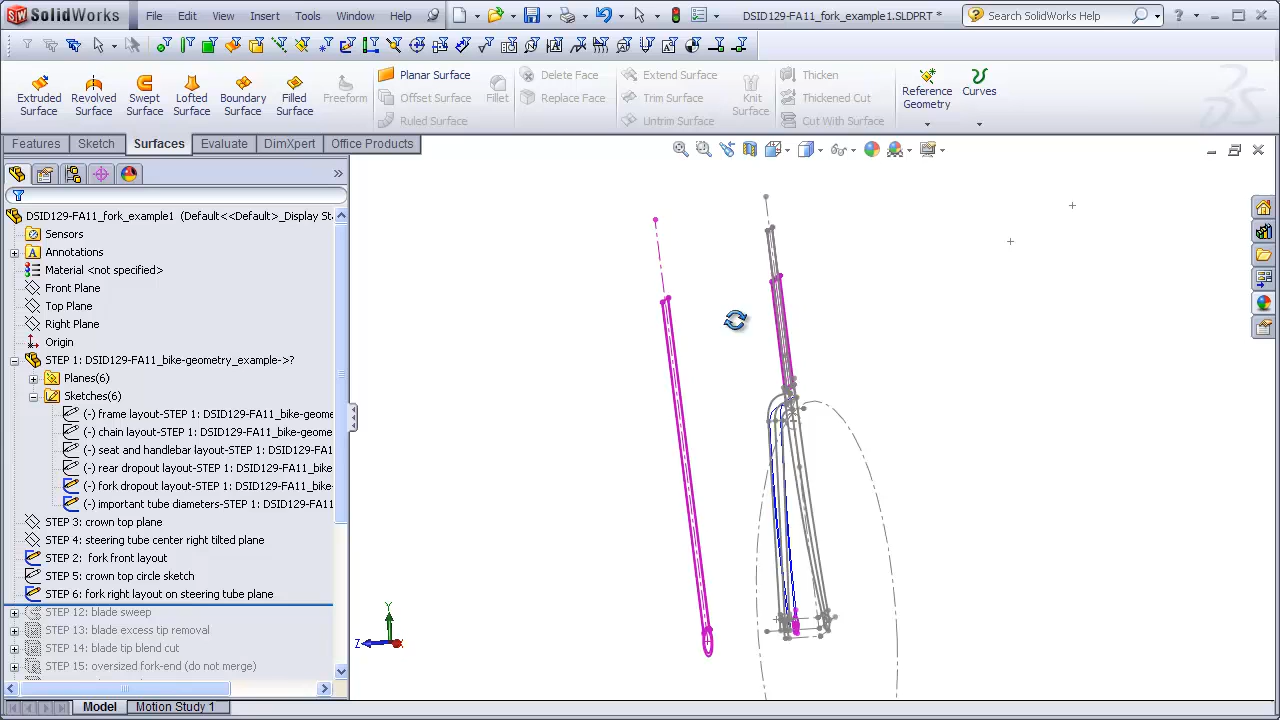 SolidWorks File Edit View Insert Tools Window Help DSID129-FA11_fork_example1.SLDPRT * Search SolidWorks Help
Extruded Surface Revolved Surface Swept Surface Lofted Surface Boundary Surface Filled Surface Freeform
Planar Surface
Offset Surface
Ruled Surface
Fillet
Delete Face
Replace Face
Extend Surface
Trim Surface
Untrim Surface
Knit Surface
Thicken
Thickened Cut
Cut With Surface
Reference Geometry
Curves
Features Sketch Surfaces Evaluate DimXpert Office Products
DSID129-FA11_fork_example1 (Default<<Default>_Display St
Sensors
Annotations
Material <not specified>
Front Plane
Top Plane
Right Plane
Origin
STEP 1: DSID129-FA11_bike-geometry_example->?
Planes(6)
Sketches(6)
(-) frame layout-STEP 1: DSID129-FA11_bike-geome
(-) chain layout-STEP 1: DSID129-FA11_bike-geome
(-) seat and handlebar layout-STEP 1: DSID129-FA
(-) rear dropout layout-STEP 1: DSID129-FA11_bike
(-) fork dropout layout-STEP 1: DSID129-FA11_bike
(-) important tube diameters-STEP 1: DSID129-FA11
STEP 3: crown top plane
STEP 4: steering tube center right tilted plane
STEP 2: fork front layout
STEP 5: crown top circle sketch
STEP 6: fork right layout on steering tube plane
STEP 12: blade sweep
STEP 13: blade excess tip removal
STEP 14: blade tip blend cut
STEP 15: oversized fork-end (do not merge)
Y
Z
Model Motion Study 1